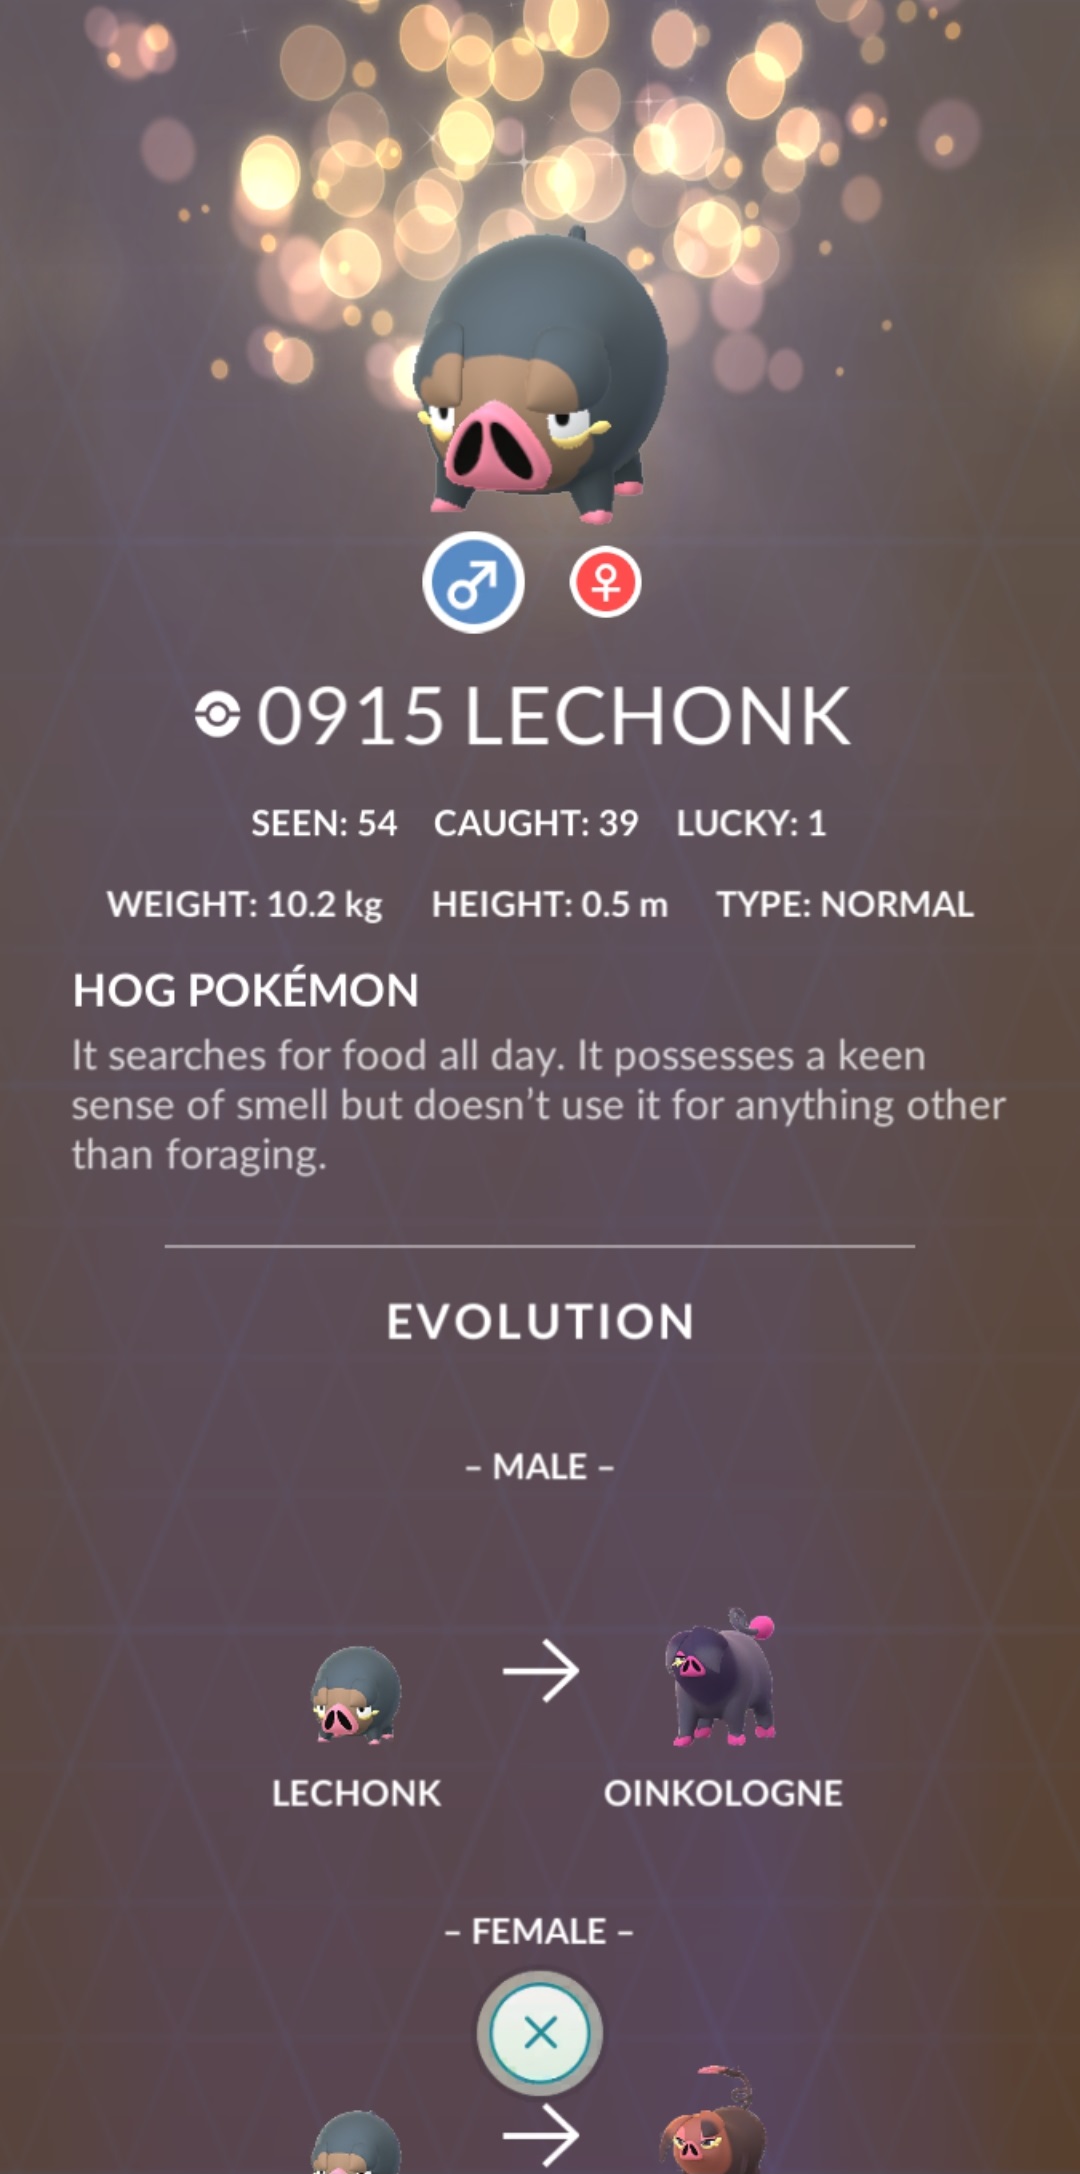 0915 LECHONK
SEEN: 54 CAUGHT: 39 LUCKY: 1
WEIGHT: 10.2 kg HEIGHT: 0.5 m TYPE: NORMAL
HOG POKÉMON
It searches for food all day. It possesses a keen
sense of smell but doesn’t use it for anything other
than foraging.
EVOLUTION
– MALE –
LECHONK OINKOLOGNE
– FEMALE –